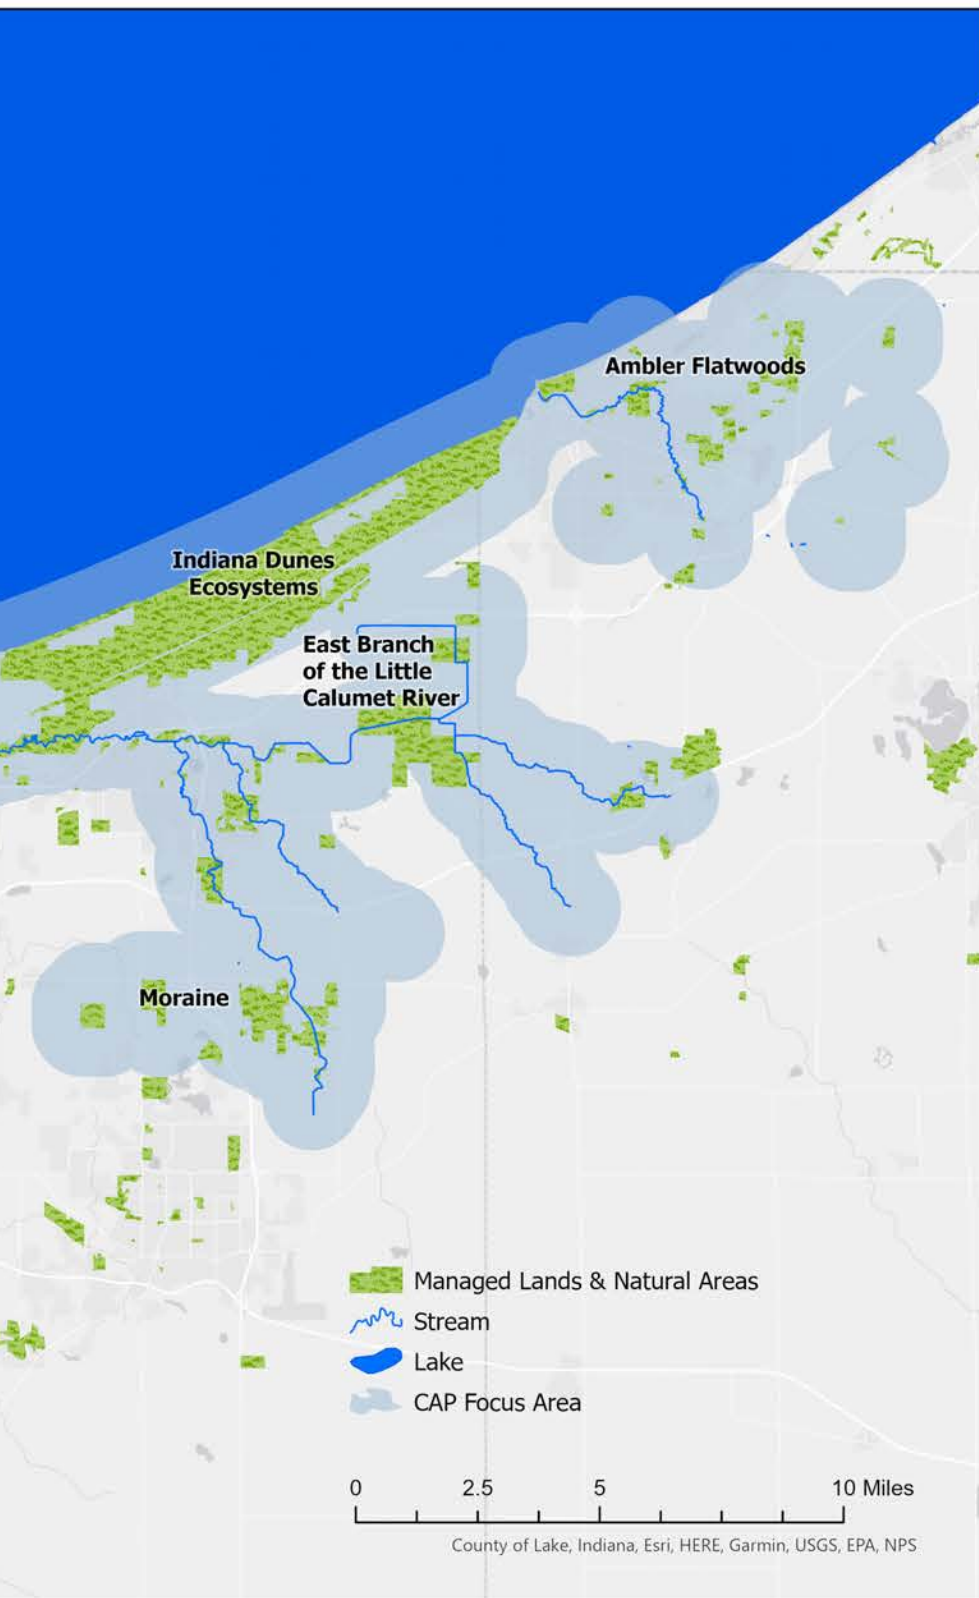 Ambler Flatwoods
Indiana Dunes
Ecosystems
East Branch
of the Little
Calumet River
Moraine
Managed Lands & Natural Areas
Stream
Lake
CAP Focus Area
0 2.5 5 10 Miles
County of Lake, Indiana, Esri, HERE, Garmin, USGS, EPA, NPS